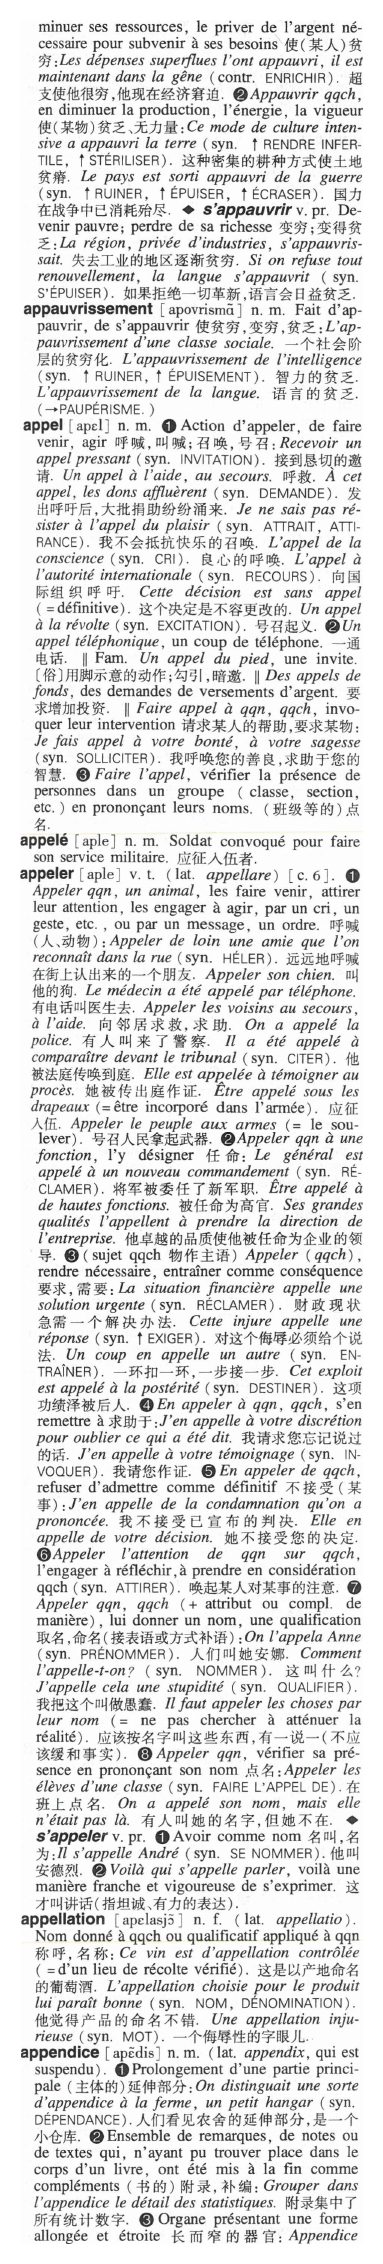 minuer ses ressources, le priver de l'argent né-
cessaire pour subvenir à ses besoins 使(某人)贫
穷:Les dépenses superflues l'ont appauvri, il est
maintenant dans la gêne (contr. ENRICHIR). 超
支使他很穷,他现在经济窘迫. ❷Appauvrir qqch,
en diminuer la production, l'énergie, la vigueur
使(某物)贫乏、无力量:Ce mode de culture inten-
sive a appauvri la terre (syn. ↑RENDRE INFER-
TILE, ↑STÉRILISER). 这种密集的耕种方式使土地
贫瘠. Le pays est sorti appauvri de la guerre
(syn. ↑RUINER, ↑ÉPUISER, ↑ÉCRASER). 国力
在战争中已消耗殆尽. ◆ s'appauvrir v. pr. De-
venir pauvre; perdre de sa richesse 变穷;变得贫
乏:La région, privée d'industries, s'appauvris-
sait. 失去工业的地区逐渐贫穷. Si on refuse tout
renouvellement, la langue s'appauvrit (syn.
S'ÉPUISER). 如果拒绝一切革新,语言会日益贫乏.
appauvrissement [apovrismɑ̃] n. m. Fait d'ap-
pauvrir, de s'appauvrir 使贫穷,变穷,贫乏:L'ap-
pauvrissement d'une classe sociale. 一个社会阶
层的贫穷化. L'appauvrissement de l'intelligence
(syn. ↑RUINER, ↑ÉPUISEMENT). 智力的贫乏.
L'appauvrissement de la langue. 语言的贫乏.
(→PAUPÉRISME.)
appel [apɛl] n. m. ❶ Action d'appeler, de faire
venir, agir 呼喊,叫喊;召唤,号召:Recevoir un
appel pressant (syn. INVITATION). 接到恳切的邀
请. Un appel à l'aide, au secours. 呼救. À cet
appel, les dons affluèrent (syn. DEMANDE). 发
出呼吁后,大批捐助纷纷涌来. Je ne sais pas ré-
sister à l'appel du plaisir (syn. ATTRAIT, ATTI-
RANCE). 我不会抵抗快乐的召唤. L'appel de la
conscience (syn. CRI). 良心的呼唤. L'appel à
l'autorité internationale (syn. RECOURS). 向国
际组织呼吁. Cette décision est sans appel
(=définitive). 这个决定是不容更改的. Un appel
à la révolte (syn. EXCITATION). 号召起义. ❷Un
appel téléphonique, un coup de téléphone. 一通
电话. ‖ Fam. Un appel du pied, une invite.
[俗]用脚示意的动作;勾引,暗邀. ‖ Des appels de
fonds, des demandes de versements d'argent. 要
求增加投资. ‖ Faire appel à qqn, qqch, invo-
quer leur intervention 请求某人的帮助,要求某物:
Je fais appel à votre bonté, à votre sagesse
(syn. SOLLICITER). 我呼唤您的善良,求助于您的
智慧. ❸ Faire l'appel, vérifier la présence de
personnes dans un groupe (classe, section,
etc.) en prononçant leurs noms. (班级等的)点
名.
appelé [aple] n. m. Soldat convoqué pour faire
son service militaire. 应征入伍者.
appeler [aple] v. t. (lat. appellare) [c. 6]. ❶
Appeler qqn, un animal, les faire venir, attirer
leur attention, les engager à agir, par un cri, un
geste, etc., ou par un message, un ordre. 呼喊
(人、动物):Appeler de loin une amie que l'on
reconnaît dans la rue (syn. HÉLER). 远远地呼喊
在街上认出来的一个朋友. Appeler son chien. 叫
他的狗. Le médecin a été appelé par téléphone.
有电话叫医生去. Appeler les voisins au secours,
à l'aide. 向邻居求救,求助. On a appelé la
police. 有人叫来了警察. Il a été appelé à
comparaître devant le tribunal (syn. CITER). 他
被法庭传唤到庭. Elle est appelée à témoigner au
procès. 她被传出庭作证. Être appelé sous les
drapeaux (=être incorporé dans l'armée). 应征
入伍. Appeler le peuple aux armes (= le sou-
lever). 号召人民拿起武器. ❷Appeler qqn à une
fonction, l'y désigner 任命: Le général est
appelé à un nouveau commandement (syn. RÉ-
CLAMER). 将军被委任了新军职. Être appelé à
de hautes fonctions. 被任命为高官. Ses grandes
qualités l'appellent à prendre la direction de
l'entreprise. 他卓越的品质使他被任命为企业的领
导. ❸(sujet qqch 物作主语) Appeler (qqch),
rendre nécessaire, entraîner comme conséquence
要求,需要:La situation financière appelle une
solution urgente (syn. RÉCLAMER). 财政现状
急需一个解决办法. Cette injure appelle une
réponse (syn. ↑EXIGER). 对这个侮辱必须给个说
法. Un coup en appelle un autre (syn. EN-
TRAÎNER). 一环扣一环,一步接一步. Cet exploit
est appelé à la postérité (syn. DESTINER). 这项
功绩泽被后人. ❹ En appeler à qqn, qqch, s'en
remettre à 求助于:J'en appelle à votre discrétion
pour oublier ce qui a été dit. 我请求您忘记说过
的话. J'en appelle à votre témoignage (syn. IN-
VOQUER). 我请您作证. ❺ En appeler de qqch,
refuser d'admettre comme définitif 不接受(某
事):J'en appelle de la condamnation qu'on a
prononcée. 我不接受已宣布的判决. Elle en
appelle de votre décision. 她不接受您的决定.
❻Appeler l'attention de qqn sur qqch,
l'engager à réfléchir,à prendre en considération
qqch (syn. ATTIRER). 唤起某人对某事的注意. ❼
Appeler qqn, qqch (+ attribut ou compl. de
manière), lui donner un nom, une qualification
取名,命名(接表语或方式补语):On l'appela Anne
(syn. PRÉNOMMER). 人们叫她安娜. Comment
l'appelle-t-on? (syn. NOMMER). 这叫什么?
J'appelle cela une stupidité (syn. QUALIFIER).
我把这个叫做愚蠢. Il faut appeler les choses par
leur nom (= ne pas chercher à atténuer la
réalité). 应该按名字叫这些东西,有一说一(不应
该缓和事实). ❽ Appeler qqn, vérifier sa pré-
sence en prononçant son nom 点名:Appeler les
élèves d'une classe (syn. FAIRE L'APPEL DE).在
班上点名. On a appelé son nom, mais elle
n'était pas là. 有人叫她的名字,但她不在. ◆
s'appeler v. pr. ❶Avoir comme nom 名叫,名
为:Il s'appelle André (syn. SE NOMMER).他叫
安德烈. ❷Voilà qui s'appelle parler, voilà une
manière franche et vigoureuse de s'exprimer. 这
才叫讲话(指坦诚、有力的表达).
appellation [apelasjɔ̃] n. f. (lat. appellatio).
Nom donné à qqch ou qualificatif appliqué à qqn
称呼,名称:Ce vin est d'appellation contrôlée
(=d'un lieu de récolte vérifié). 这是以产地命名
的葡萄酒. L'appellation choisie pour le produit
lui paraît bonne (syn. NOM, DÉNOMINATION).
他觉得产品的命名不错. Une appellation inju-
rieuse (syn. MOT). 一个侮辱性的字眼儿.
appendice [apɛ̃dis] n. m. (lat. appendix, qui est
suspendu). ❶Prolongement d'une partie princi-
pale (主体的)延伸部分:On distinguait une sorte
d'appendice à la ferme, un petit hangar (syn.
DÉPENDANCE).人们看见农舍的延伸部分,是一个
小仓库. ❷ Ensemble de remarques, de notes ou
de textes qui, n'ayant pu trouver place dans le
corps d'un livre, ont été mis à la fin comme
compléments (书的)附录,补编:Grouper dans
l'appendice le détail des statistiques. 附录集中了
所有统计数字. ❸ Organe présentant une forme
allongée et étroite 长而窄的器官:Appendice